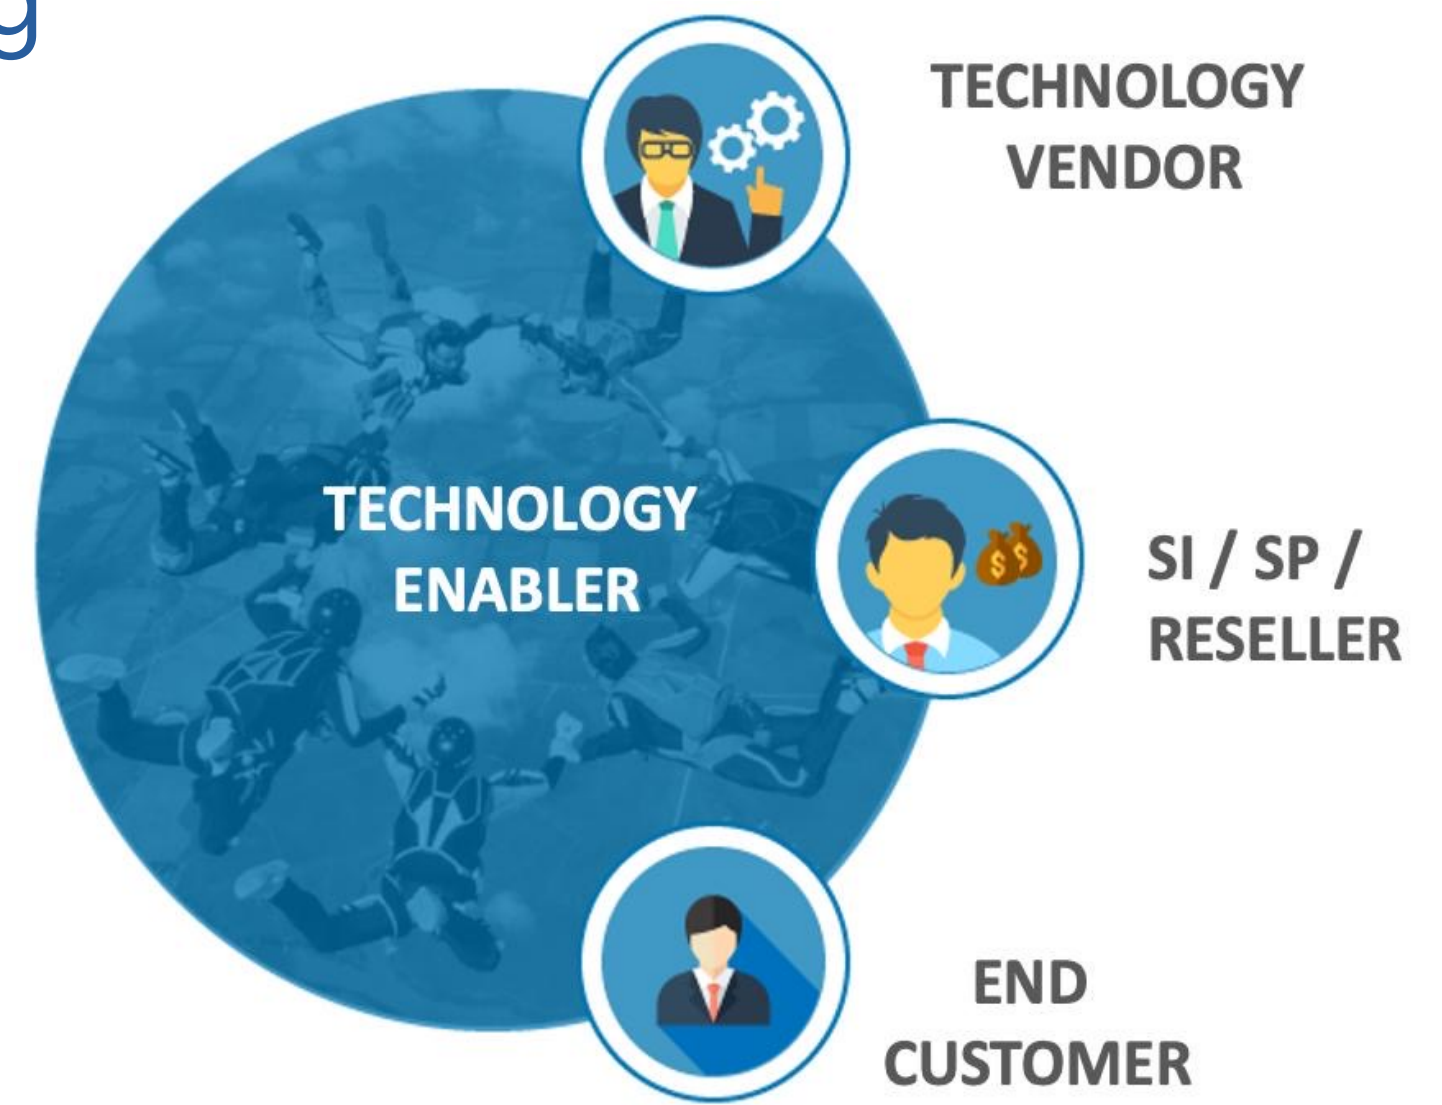 g
TECHNOLOGY
VENDOR
TECHNOLOGY
ENABLER
SI / SP /
RESELLER
END
CUSTOMER